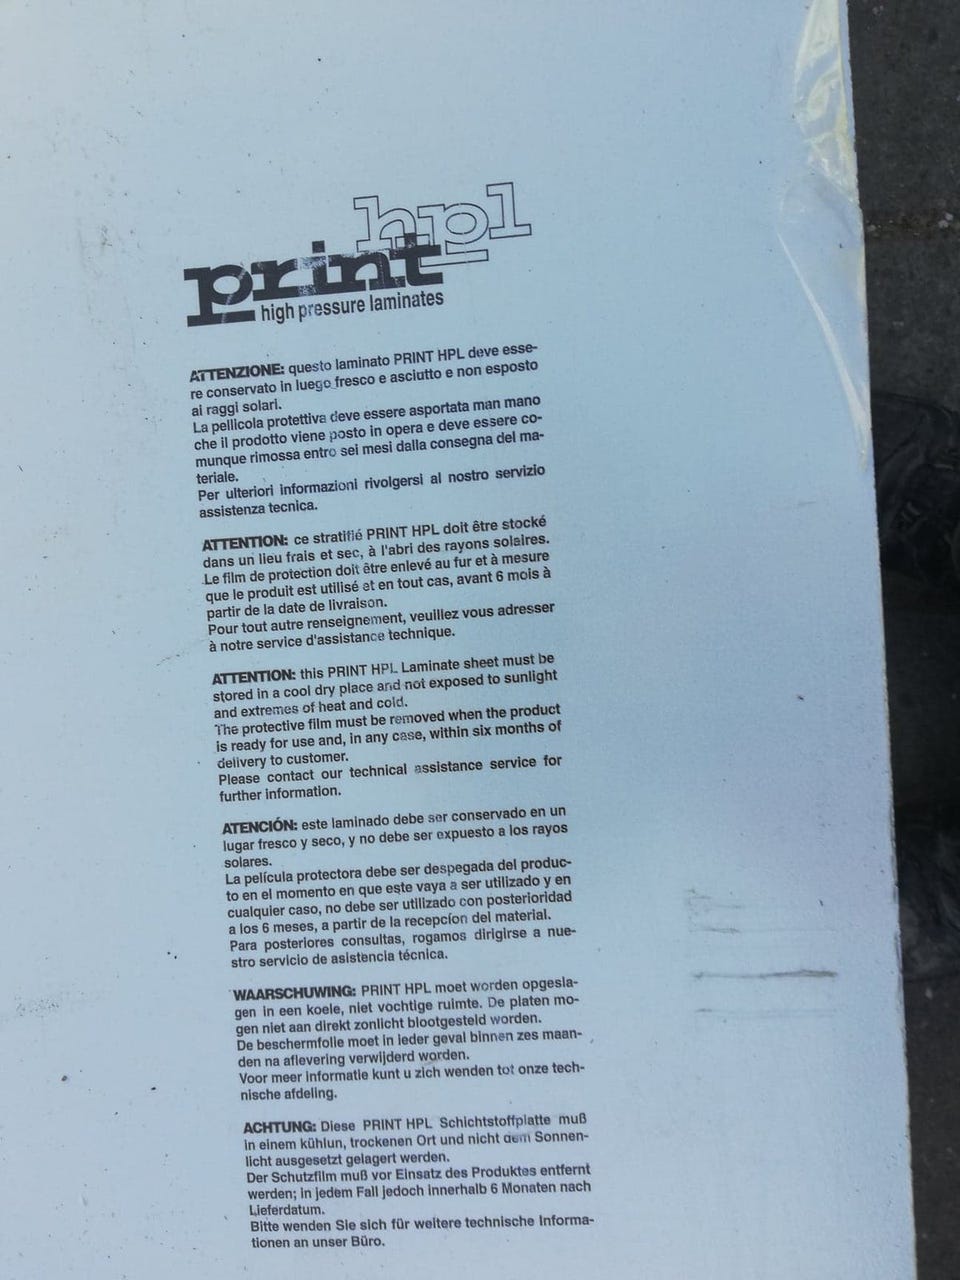 hpl
print
high pressure laminates
ATTENZIONE: questo laminato PRINT HPL deve esse-
re conservato in luego fresco e asciutto e non esposto
ai raggi solari.
La pellicola protettiva deve essere asportata man mano
che il prodotto viene posto in opera e deve essere co-
munque rimossa entro sei mesi dalla consegna del ma-
teriale.
Per ulteriori informazioni rivolgersi al nostro servizio
assistenza tecnica.
ATTENTION: ce stratifié PRINT HPL doit être stocké
dans un lieu frais et sec, à l'abri des rayons solaires.
Le film de protection doit être enlevé au fur et à mesure
que le produit est utilisé et en tout cas, avant 6 mois à
partir de la date de livraison.
Pour tout autre renseignement, veuillez vous adresser
à notre service d'assistance technique.
ATTENTION: this PRINT HPL Laminate sheet must be
stored in a cool dry place and not exposed to sunlight
and extremes of heat and cold.
The protective film must be removed when the product
is ready for use and, in any case, within six months of
delivery to customer.
Please contact our technical assistance service for
further information.
ATENCIÓN: este laminado debe ser conservado en un
lugar fresco y seco, y no debe ser expuesto a los rayos
solares.
La película protectora debe ser despegada del produc-
to en el momento en que este vaya a ser utilizado y en
cualquier caso, no debe ser utilizado con posterioridad
a los 6 meses, a partir de la recepcíon del material.
Para posteriores consultas, rogamos dirigirse a nue-
stro servicio de asistencia técnica.
WAARSCHUWING: PRINT HPL moet worden opgesla-
gen in een koele, niet vochtige ruimte. De platen mo-
gen niet aan direkt zonlicht blootgesteld worden.
De beschermfolie moet in ieder geval binnen zes maan-
den na aflevering verwijderd worden.
Voor meer informatie kunt u zich wenden tot onze tech-
nische afdeling.
ACHTUNG: Diese PRINT HPL Schichtstoffplatte muß
in einem kühlun, trockenen Ort und nicht dem Sonnen-
licht ausgesetzt gelagert werden.
Der Schutzfilm muß vor Einsatz des Produktes entfernt
werden; in jedem Fall jedoch innerhalb 6 Monaten nach
Lieferdatum.
Bitte wenden Sie sich für weitere technische Informa-
tionen an unser Büro.